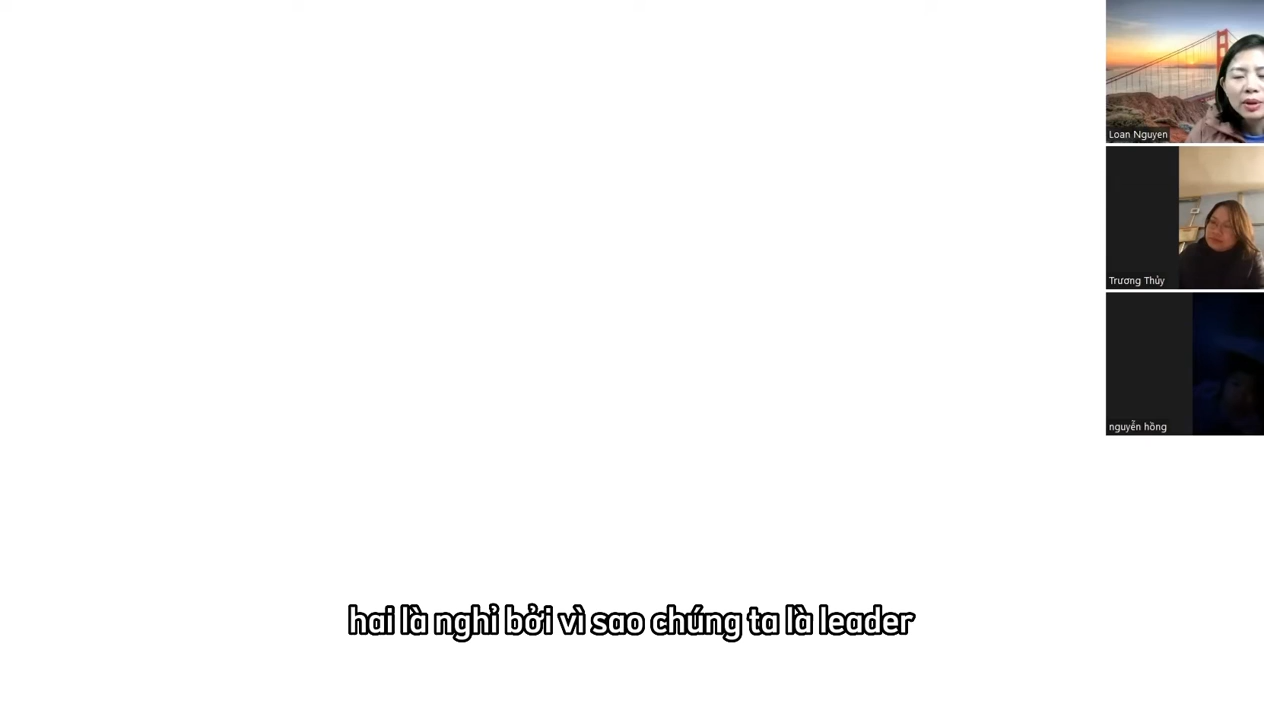 Loan Nguyen
Trương Thủy
nguyễn hồng
hai là nghỉ bởi vì sao chúng ta là leader